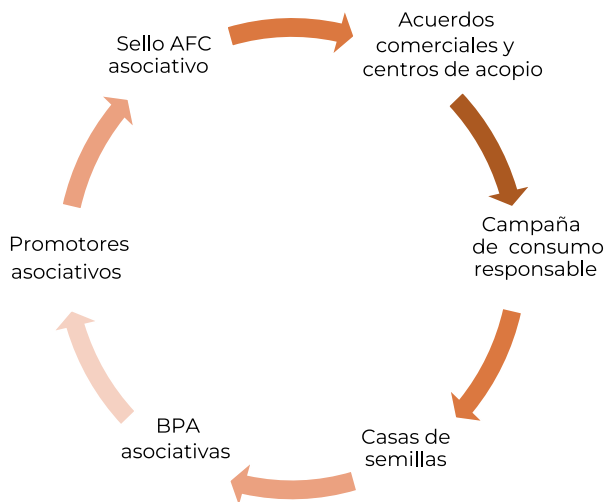 Sello AFC
asociativo
Acuerdos
comerciales y
centros de acopio
Campaña
de consumo
responsable
Casas de
semillas
BPA
asociativas
Promotores
asociativos